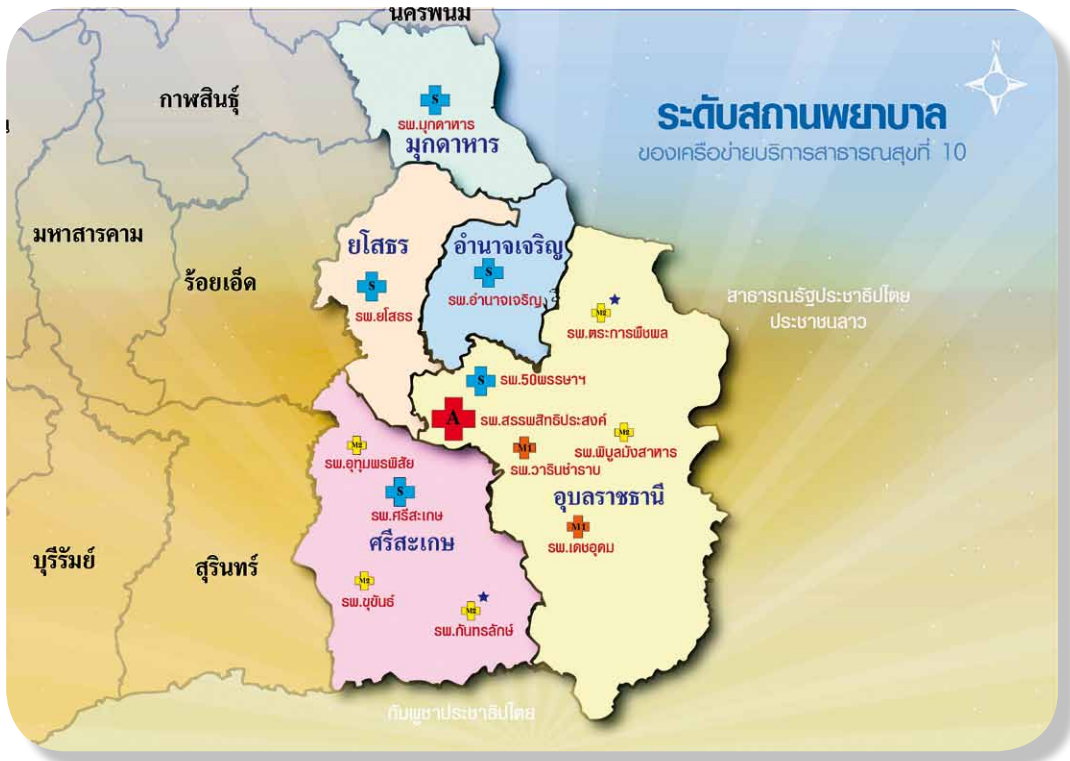 นครพนม
กาฬสินธุ์
S
รพ.มุกดาหาร
มุกดาหาร
N
ระดับสถานพยาบาล
ของเครือข่ายบริการสาธารณสุขที่ 10
มหาสารคาม
ร้อยเอ็ด
ยโสธร
S
รพ.ยโสธร
อำนาจเจริญ
S
รพ.อำนาจเจริญ
M2
รพ.ตระการพืชผล
สาธารณรัฐประชาธิปไตย
ประชาชนลาว
S รพ.50พรรษาฯ
A รพ.สรรพสิทธิประสงค์
M1
รพ.วารินชำราบ
M2
รพ.พิบูลมังสาหาร
อุบลราชธานี
M1
รพ.เดชอุดม
M2
รพ.อุทุมพรพิสัย
S
รพ.ศรีสะเกษ
ศรีสะเกษ
M2
รพ.ขุขันธ์
M2
รพ.กันทรลักษ์
บุรีรัมย์
สุรินทร์
กัมพูชาประชาธิปไตย